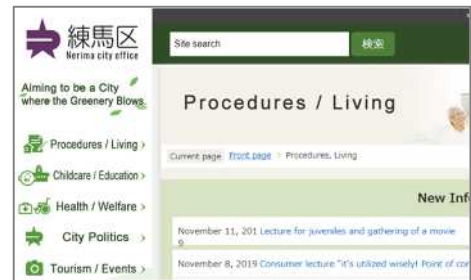 練馬区
Nerima city office
Site search
検索
Aiming to be a City
where the Greenery Blows.
Procedures / Living
Procedures / Living >
Current page Front page > Procedures, Living
Childcare / Education >
New
Health / Welfare >
November 11, 201 Lecture for juveniles and gathering of a movie
9
City Politics >
November 8, 2019 Consumer lecture "it's utilized wisely! Point of
Tourism / Events >